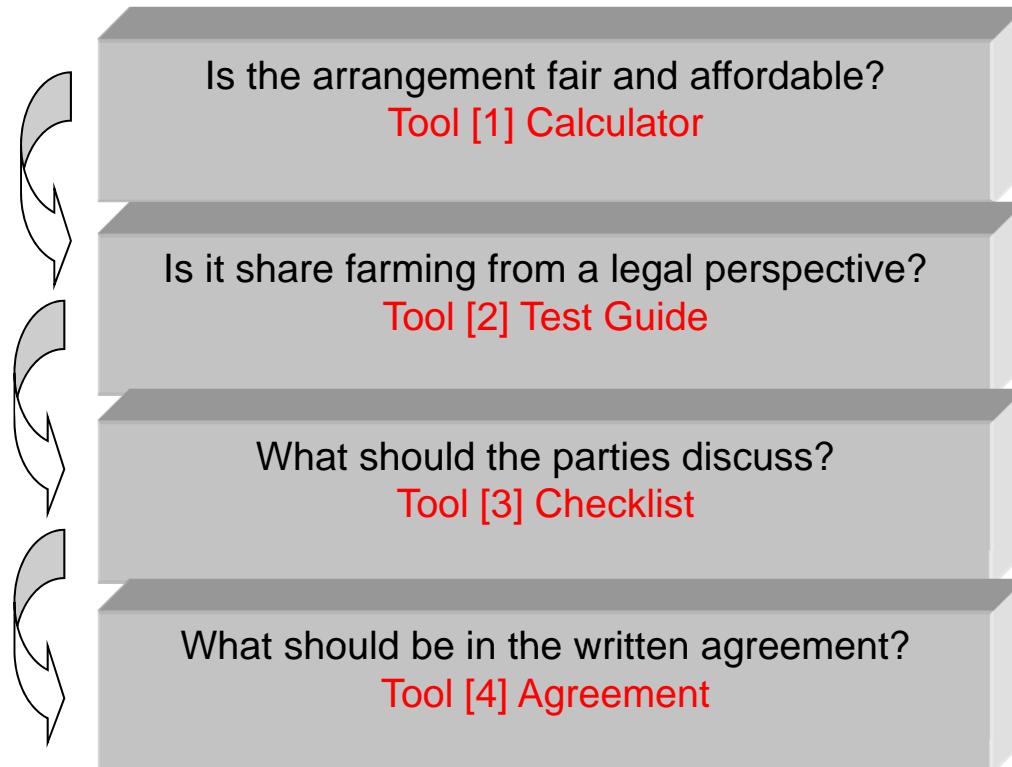 Is the arrangement fair and affordable?
Tool [1] Calculator
Is it share farming from a legal perspective?
Tool [2] Test Guide
What should the parties discuss?
Tool [3] Checklist
What should be in the written agreement?
Tool [4] Agreement